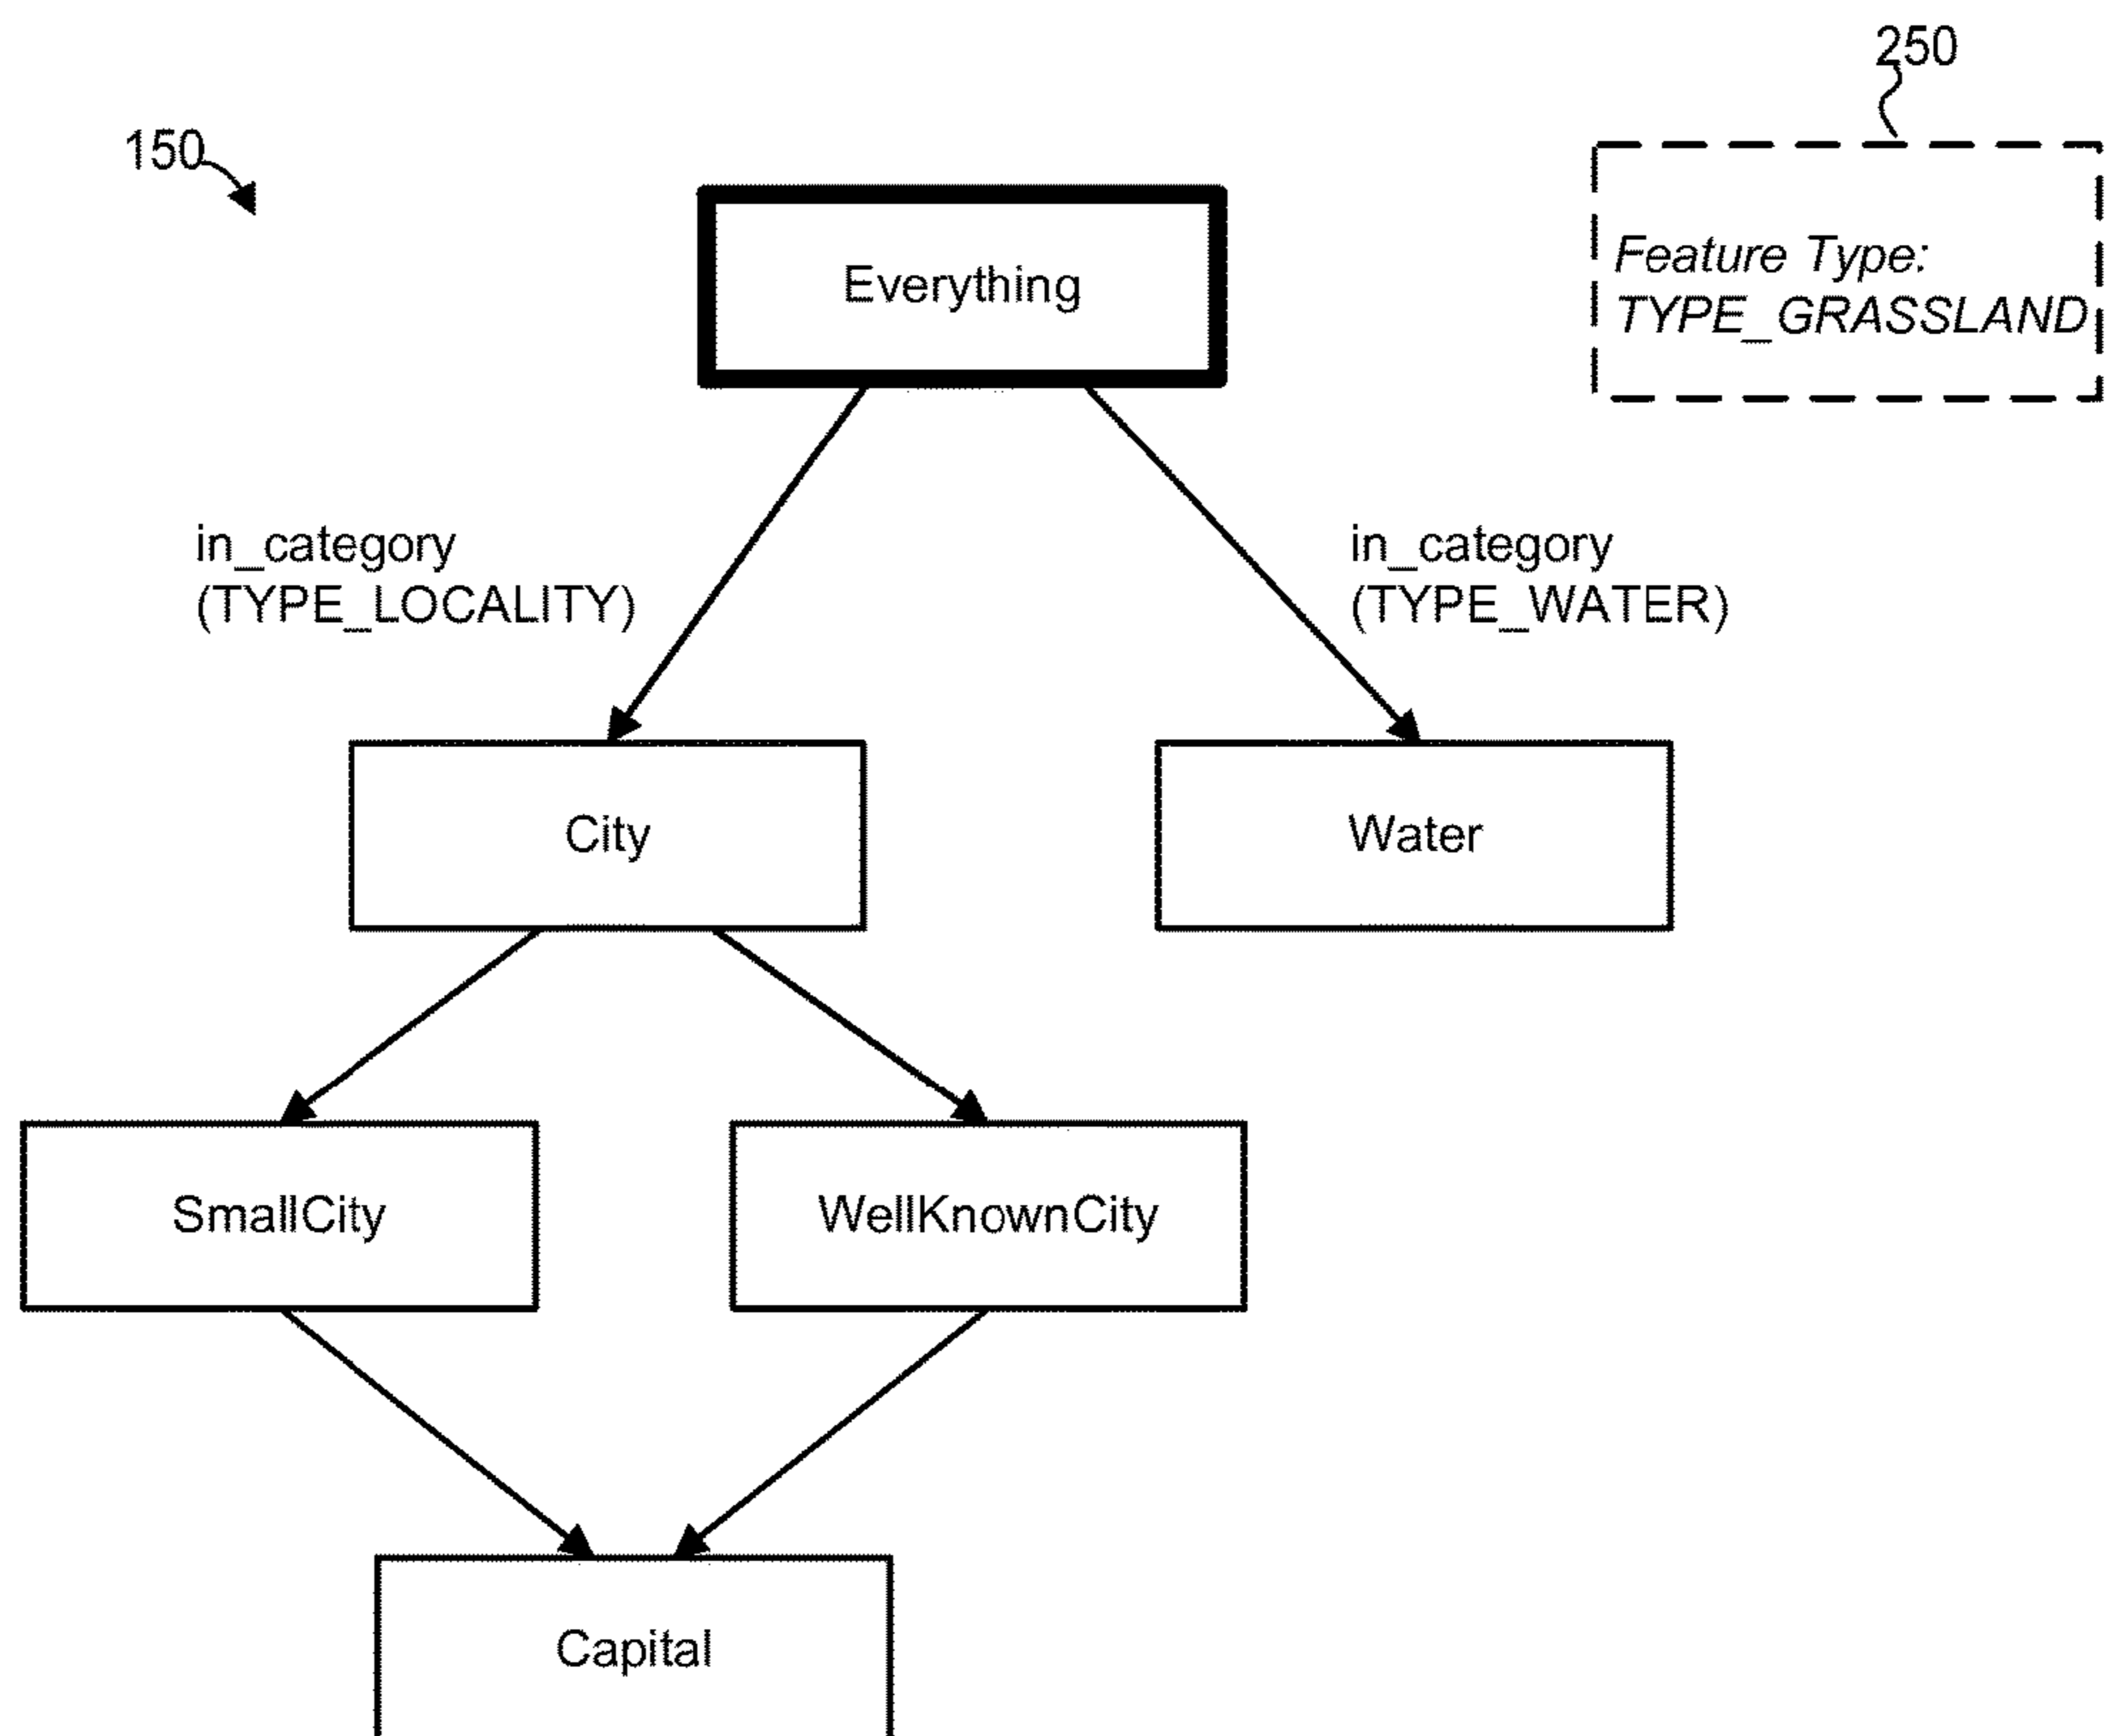 250
150
Everything
Feature Type:
TYPE_GRASSLAND
in_category
(TYPE_LOCALITY)
in_category
(TYPE_WATER)
City
Water
SmallCity
WellKnownCity
Capital